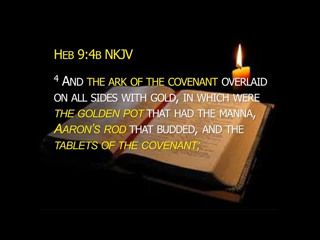 Heb 9:4b NKJV
4 And the ark of the covenant overlaid
on all sides with gold, in which were
the golden pot that had the manna,
Aaron's rod that budded, and the
tablets of the covenant;